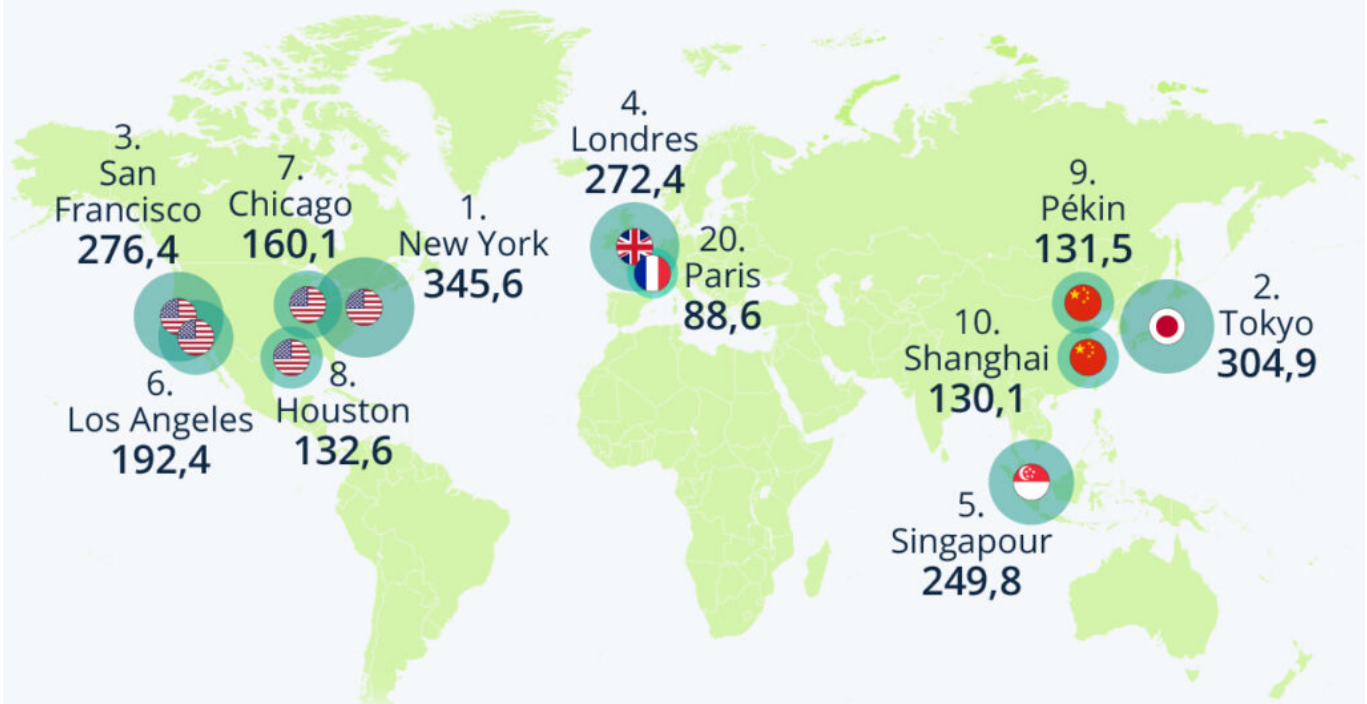 3.
San
Francisco
276,4
7.
Chicago
160,1
1.
New York
345,6
4.
Londres
272,4
20.
Paris
88,6
9.
Pékin
131,5
2.
Tokyo
304,9
10.
Shanghai
130,1
6.
Los Angeles
192,4
8.
Houston
132,6
5.
Singapour
249,8